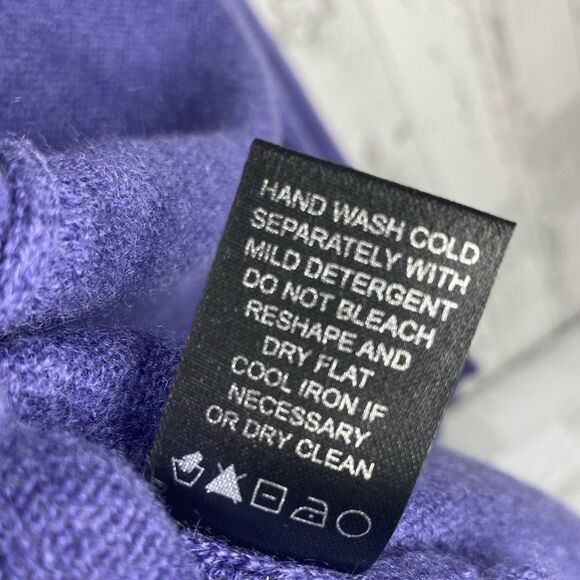 HAND WASH COLD
SEPARATELY WITH
MILD DETERGENT
DO NOT BLEACH
RESHAPE AND
DRY FLAT
COOL IRON IF
NECESSARY
OR DRY CLEAN